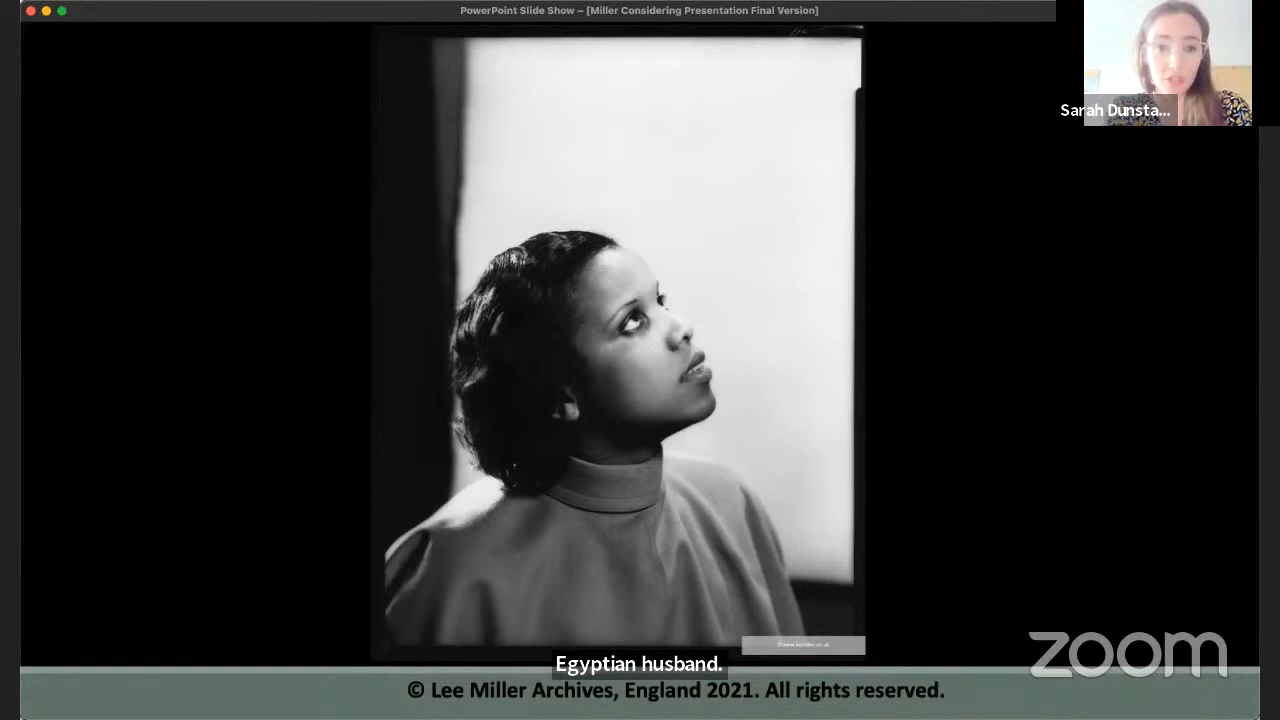 PowerPoint Slide Show – [Miller Considering Presentation Final Version]
Sarah Dunsta...
Egyptian husband.
zoom
© Lee Miller Archives, England 2021. All rights reserved.